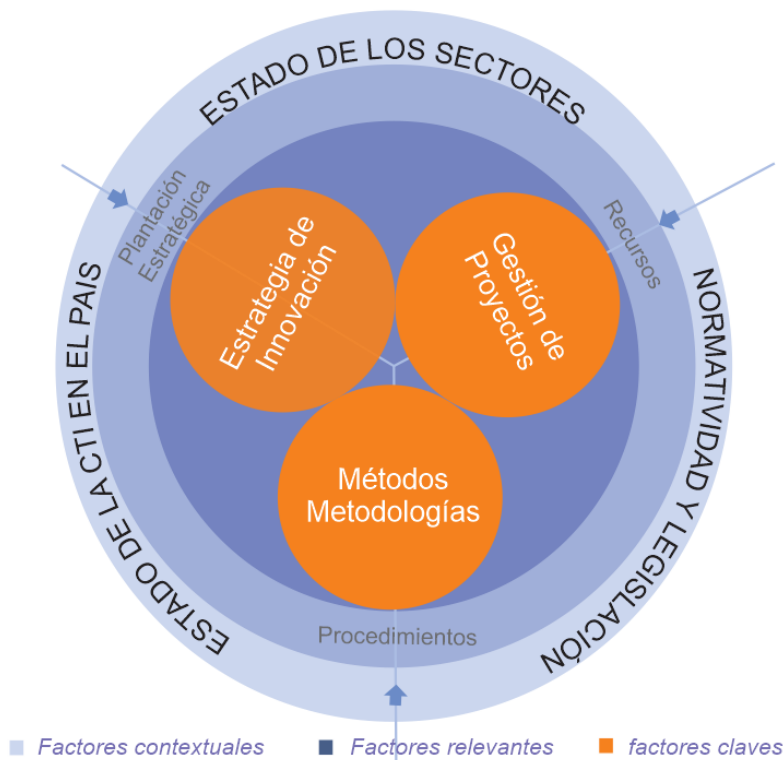 ESTADO DE LOS SECTORES
Plantación
Estratégica
Recursos
Estrategia de
Innovación
Gestión de
Proyectos
ESTADO DE LA CTI EN EL PAIS
NORMATIVIDAD Y LEGISLACIÓN
Métodos
Metodologías
Procedimientos
Factores contextuales
Factores relevantes
factores claves